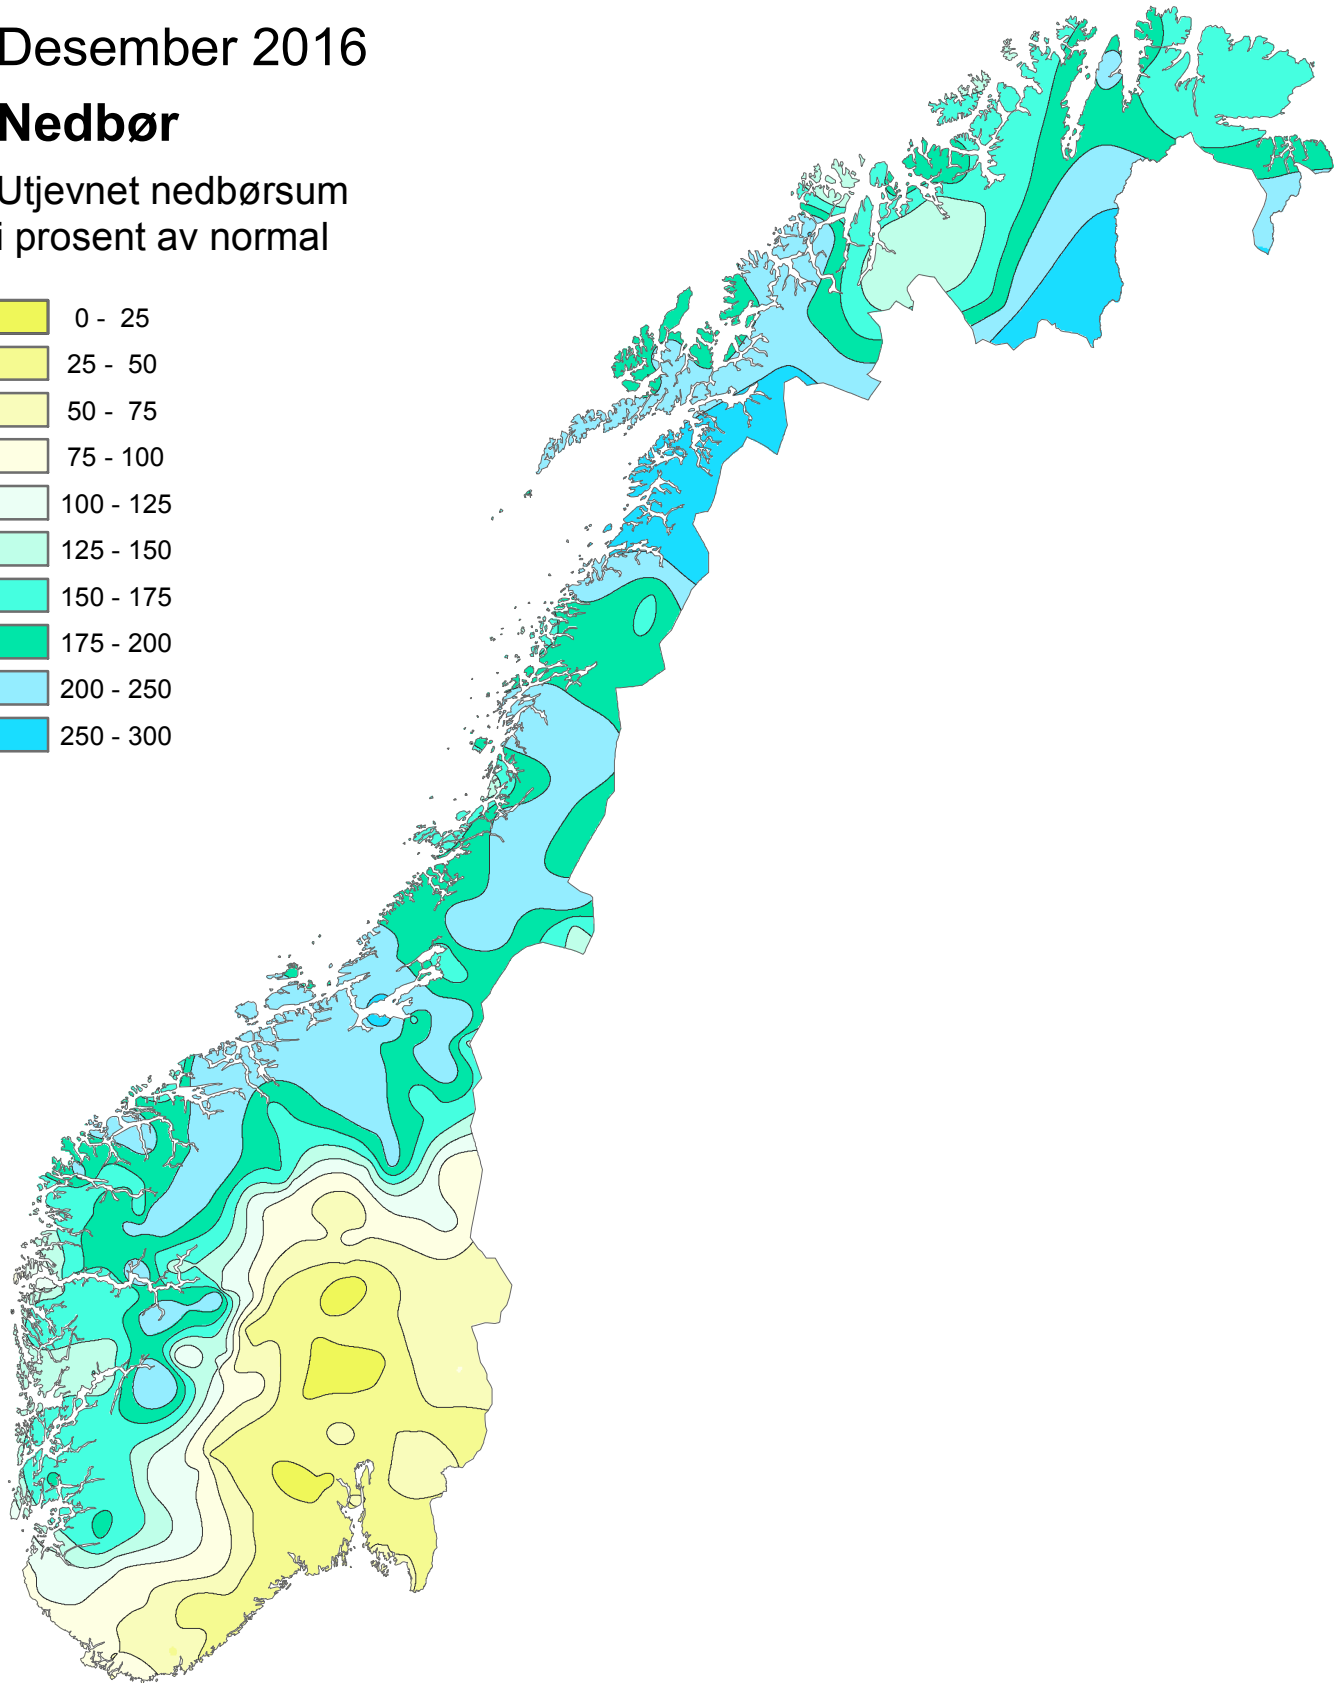 Desember 2016
Nedbør
Utjevnet nedbørsum
i prosent av normal
0 - 25
25 - 50
50 - 75
75 - 100
100 - 125
125 - 150
150 - 175
175 - 200
200 - 250
250 - 300